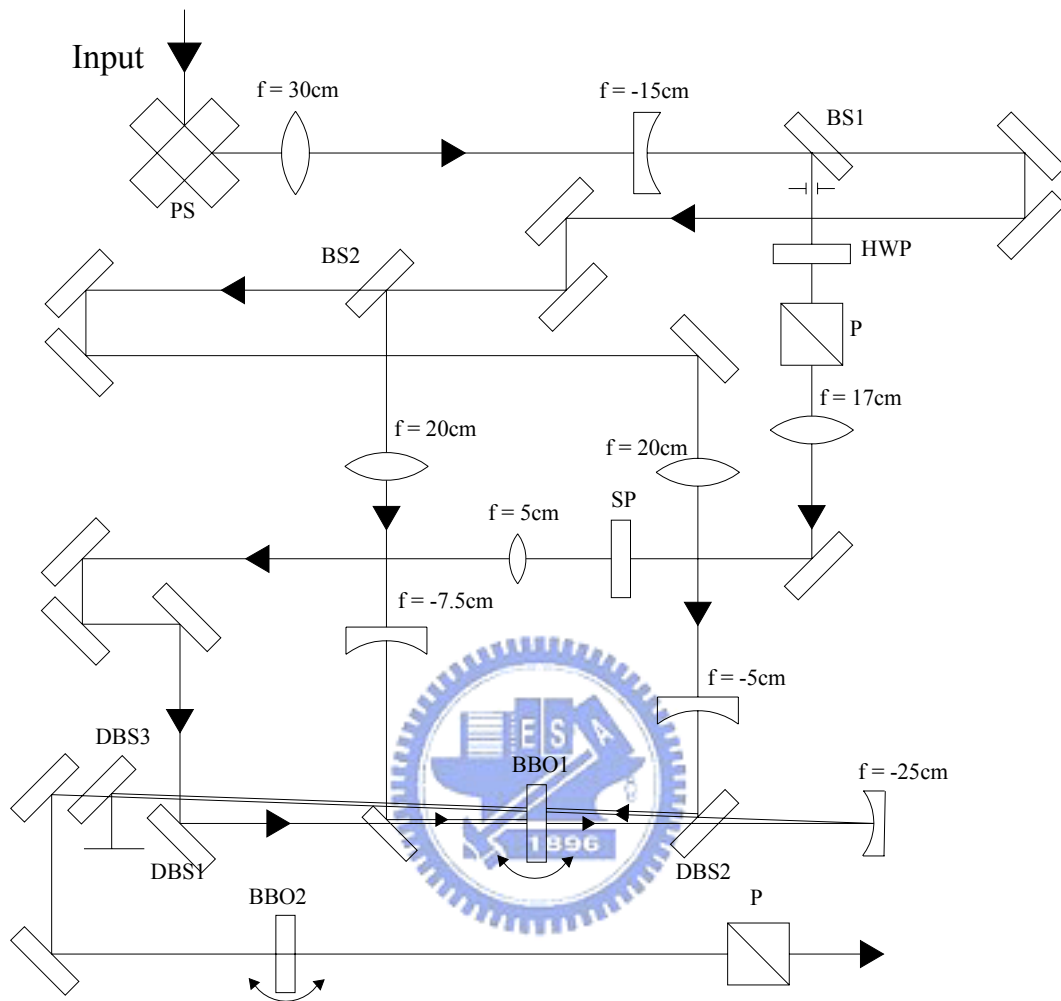 Input
f = 30cm
f = -15cm
BS1
PS
HWP
BS2
P
f = 17cm
f = 20cm
f = 20cm
SP
f = 5cm
f = -7.5cm
f = -5cm
DBS3
E S A
BBO1
f = -25cm
1896
DBS1
DBS2
BBO2
P